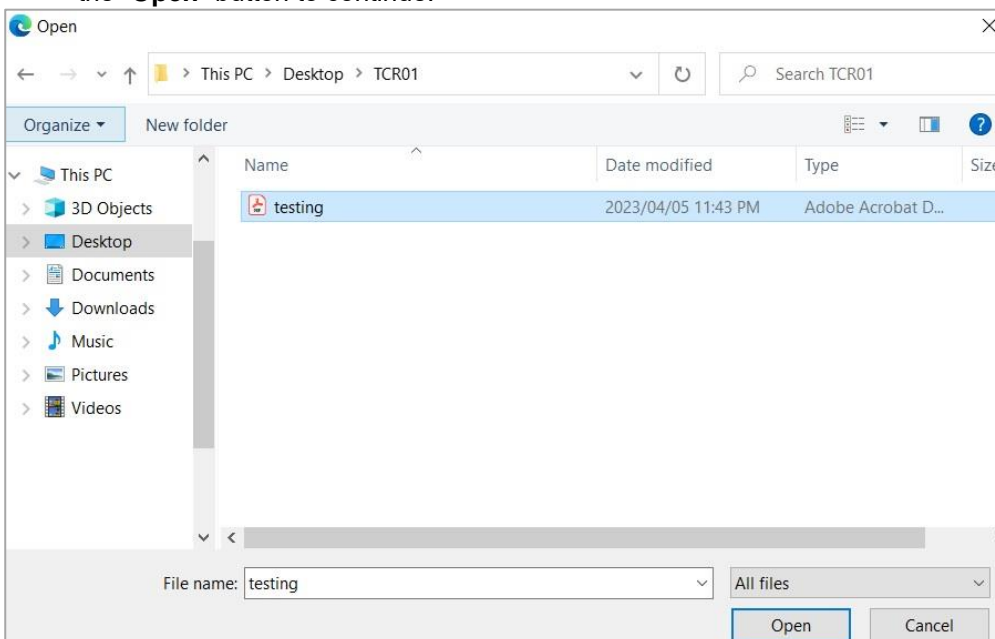 the "Open" button to continue.
Open
This PC > Desktop > TCR01
Search TCR01
Organize
New folder
Name
Date modified
Type
Size
This PC
3D Objects
testing
2023/04/05 11:43 PM
Adobe Acrobat D...
Desktop
Documents
Downloads
Music
Pictures
Videos
File name: testing
All files
Open
Cancel